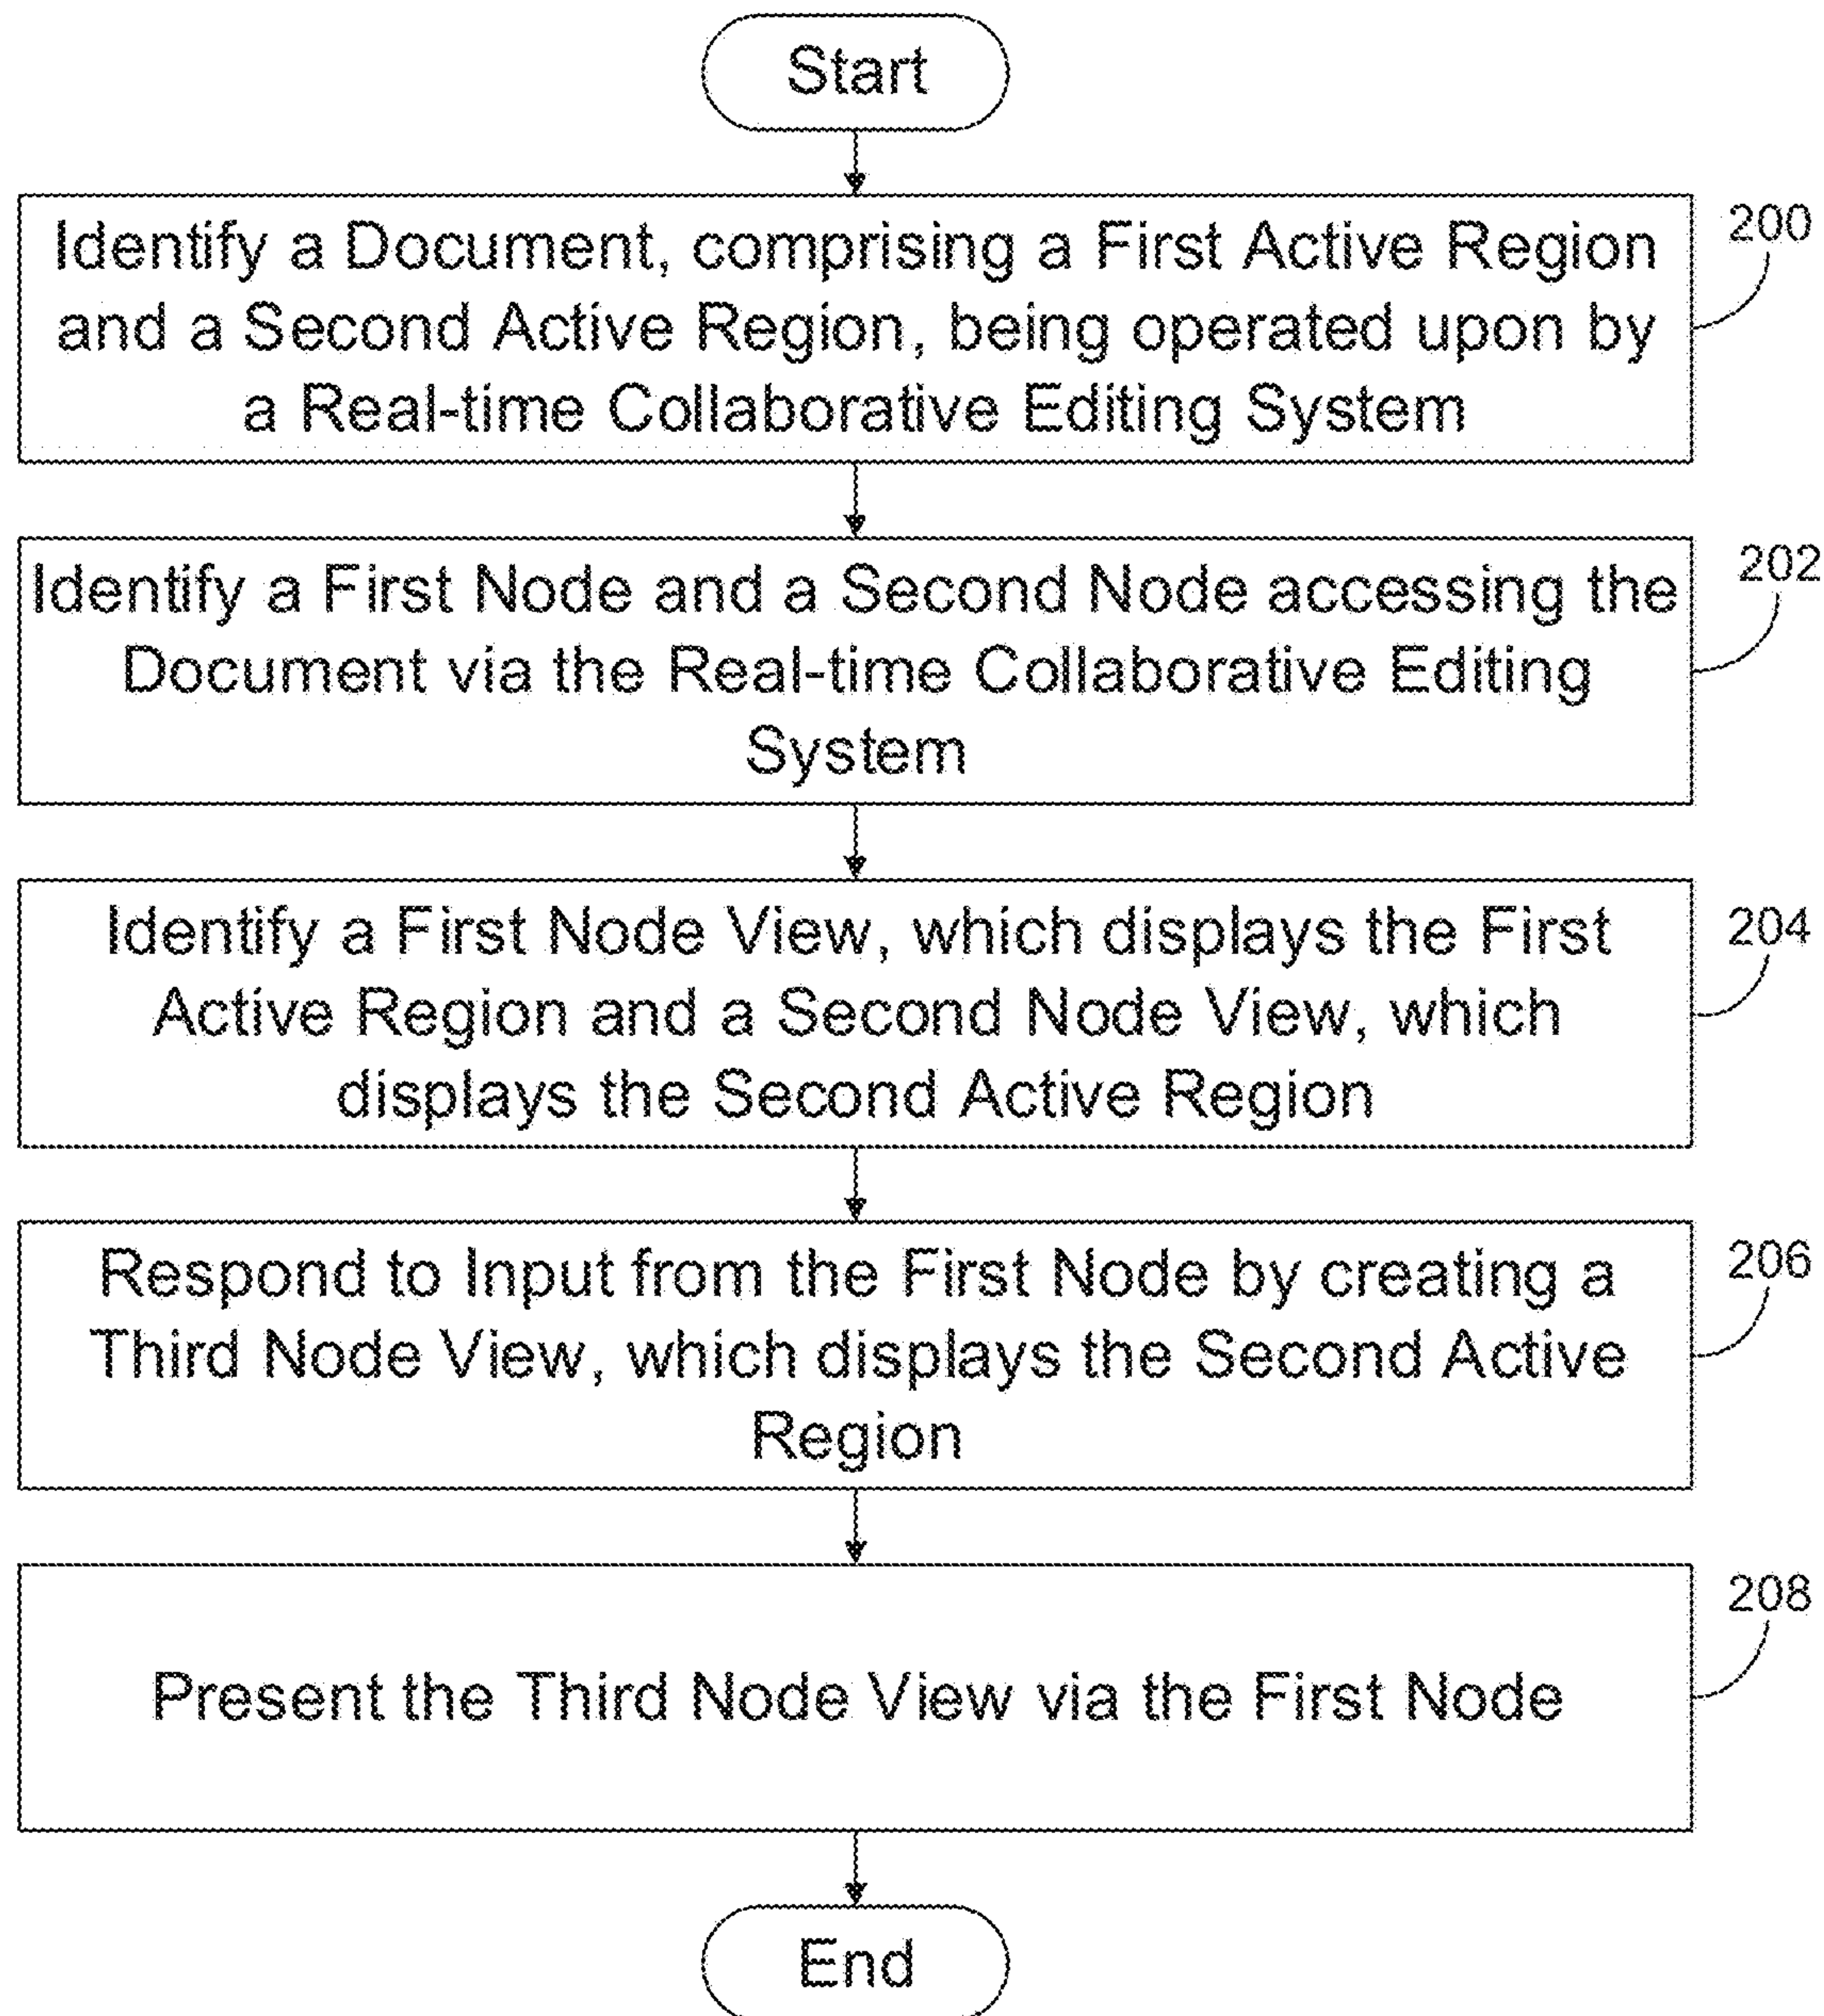 Start
Identify a Document, comprising a First Active Region
and a Second Active Region, being operated upon by
a Real-time Collaborative Editing System
200
Identify a First Node and a Second Node accessing the
Document via the Real-time Collaborative Editing
System
202
Identify a First Node View, which displays the First
Active Region and a Second Node View, which
displays the Second Active Region
204
Respond to Input from the First Node by creating a
Third Node View, which displays the Second Active
Region
206
Present the Third Node View via the First Node
208
End